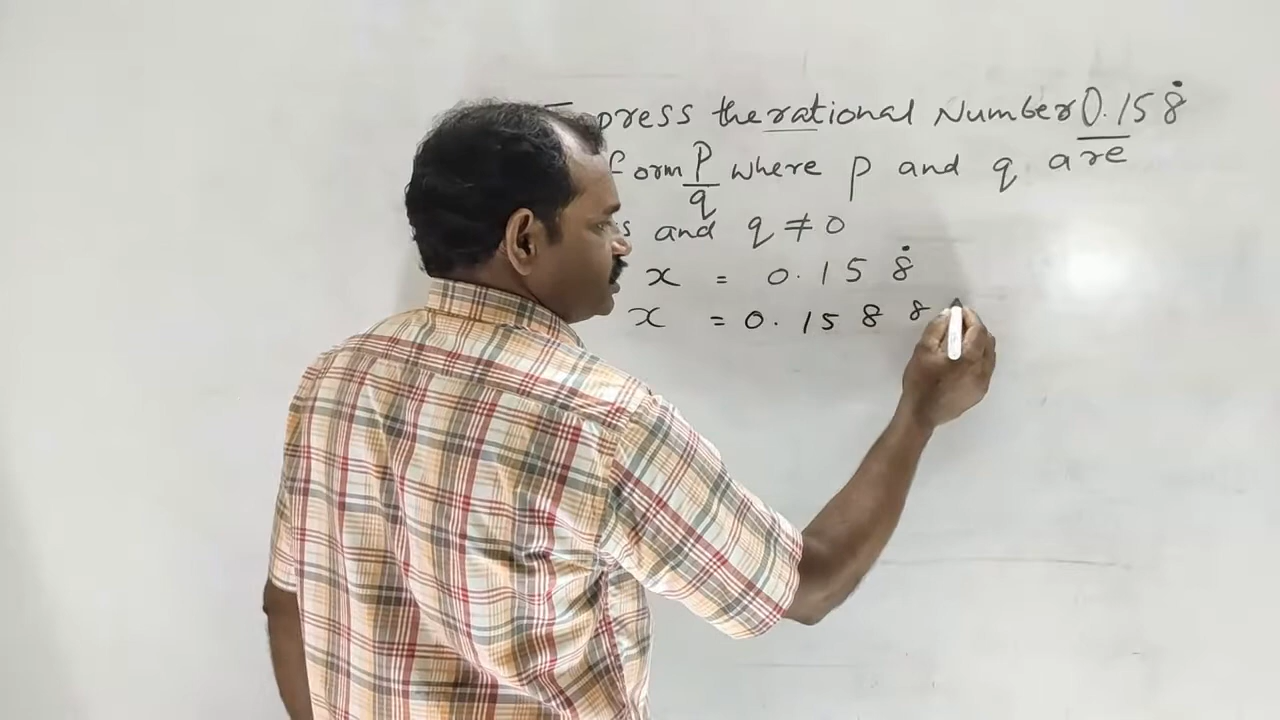 press the rational Number 0.158̇
form p/q where p and q are
s and q ≠ 0
x = 0.158̇
x = 0.1588